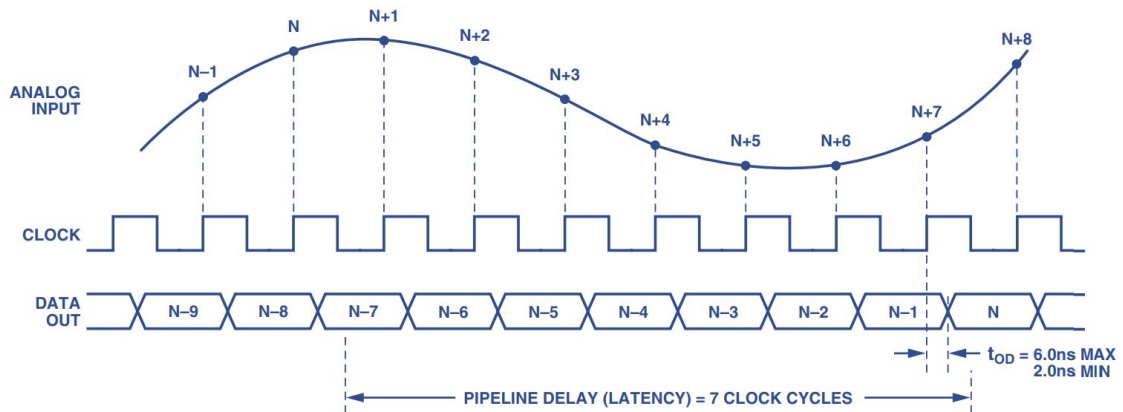 N+1
N
N+8
N+2
N–1
N+3
ANALOG
INPUT
N+7
N+4
N+5
N+6
CLOCK
DATA
OUT
N–9 N–8 N–7 N–6 N–5 N–4 N–3 N–2 N–1 N
tOD = 6.0ns MAX
2.0ns MIN
PIPELINE DELAY (LATENCY) = 7 CLOCK CYCLES